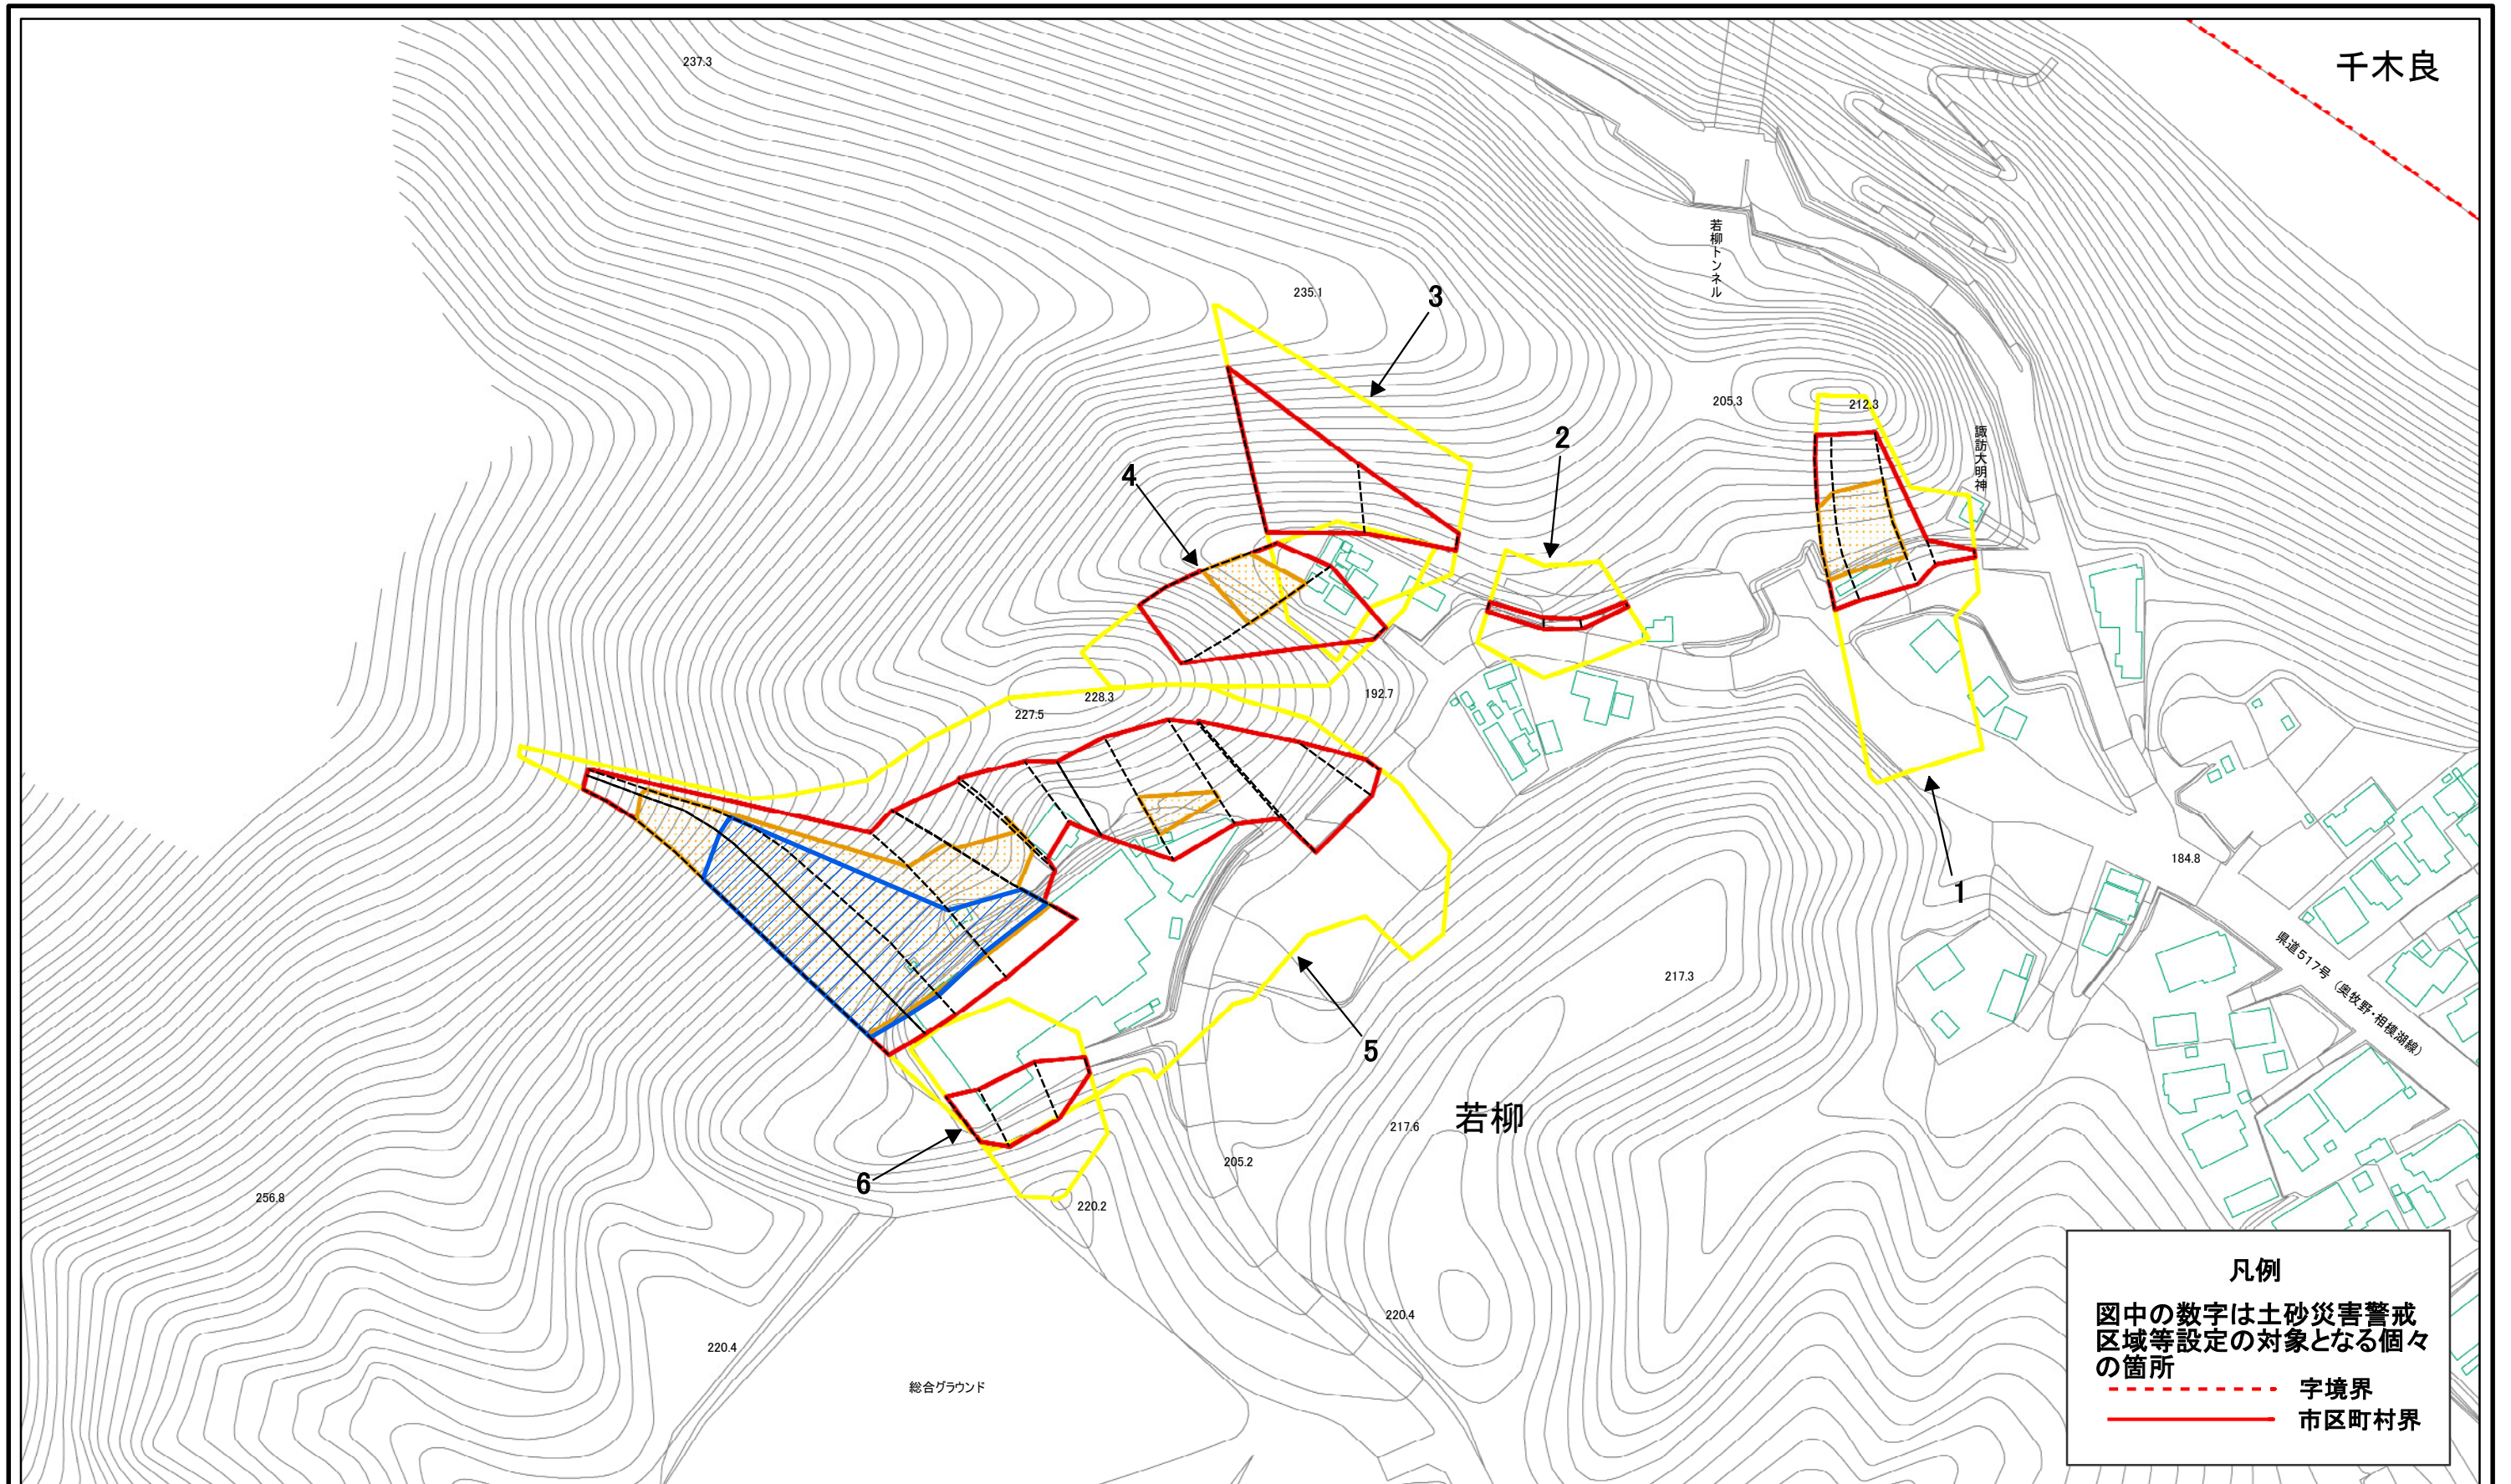 千木良
237.3
若柳トンネル
235.1
3
205.3
212.3
諏訪大明神
2
4
228.3
192.7
227.5
184.8
1
県道517号(奥牧野・相模湖線)
217.3
5
若柳
217.6
205.2
6
256.8
220.2
220.4
220.4
総合グラウンド
凡例
図中の数字は土砂災害警戒
区域等設定の対象となる個々
の箇所
字境界
市区町村界